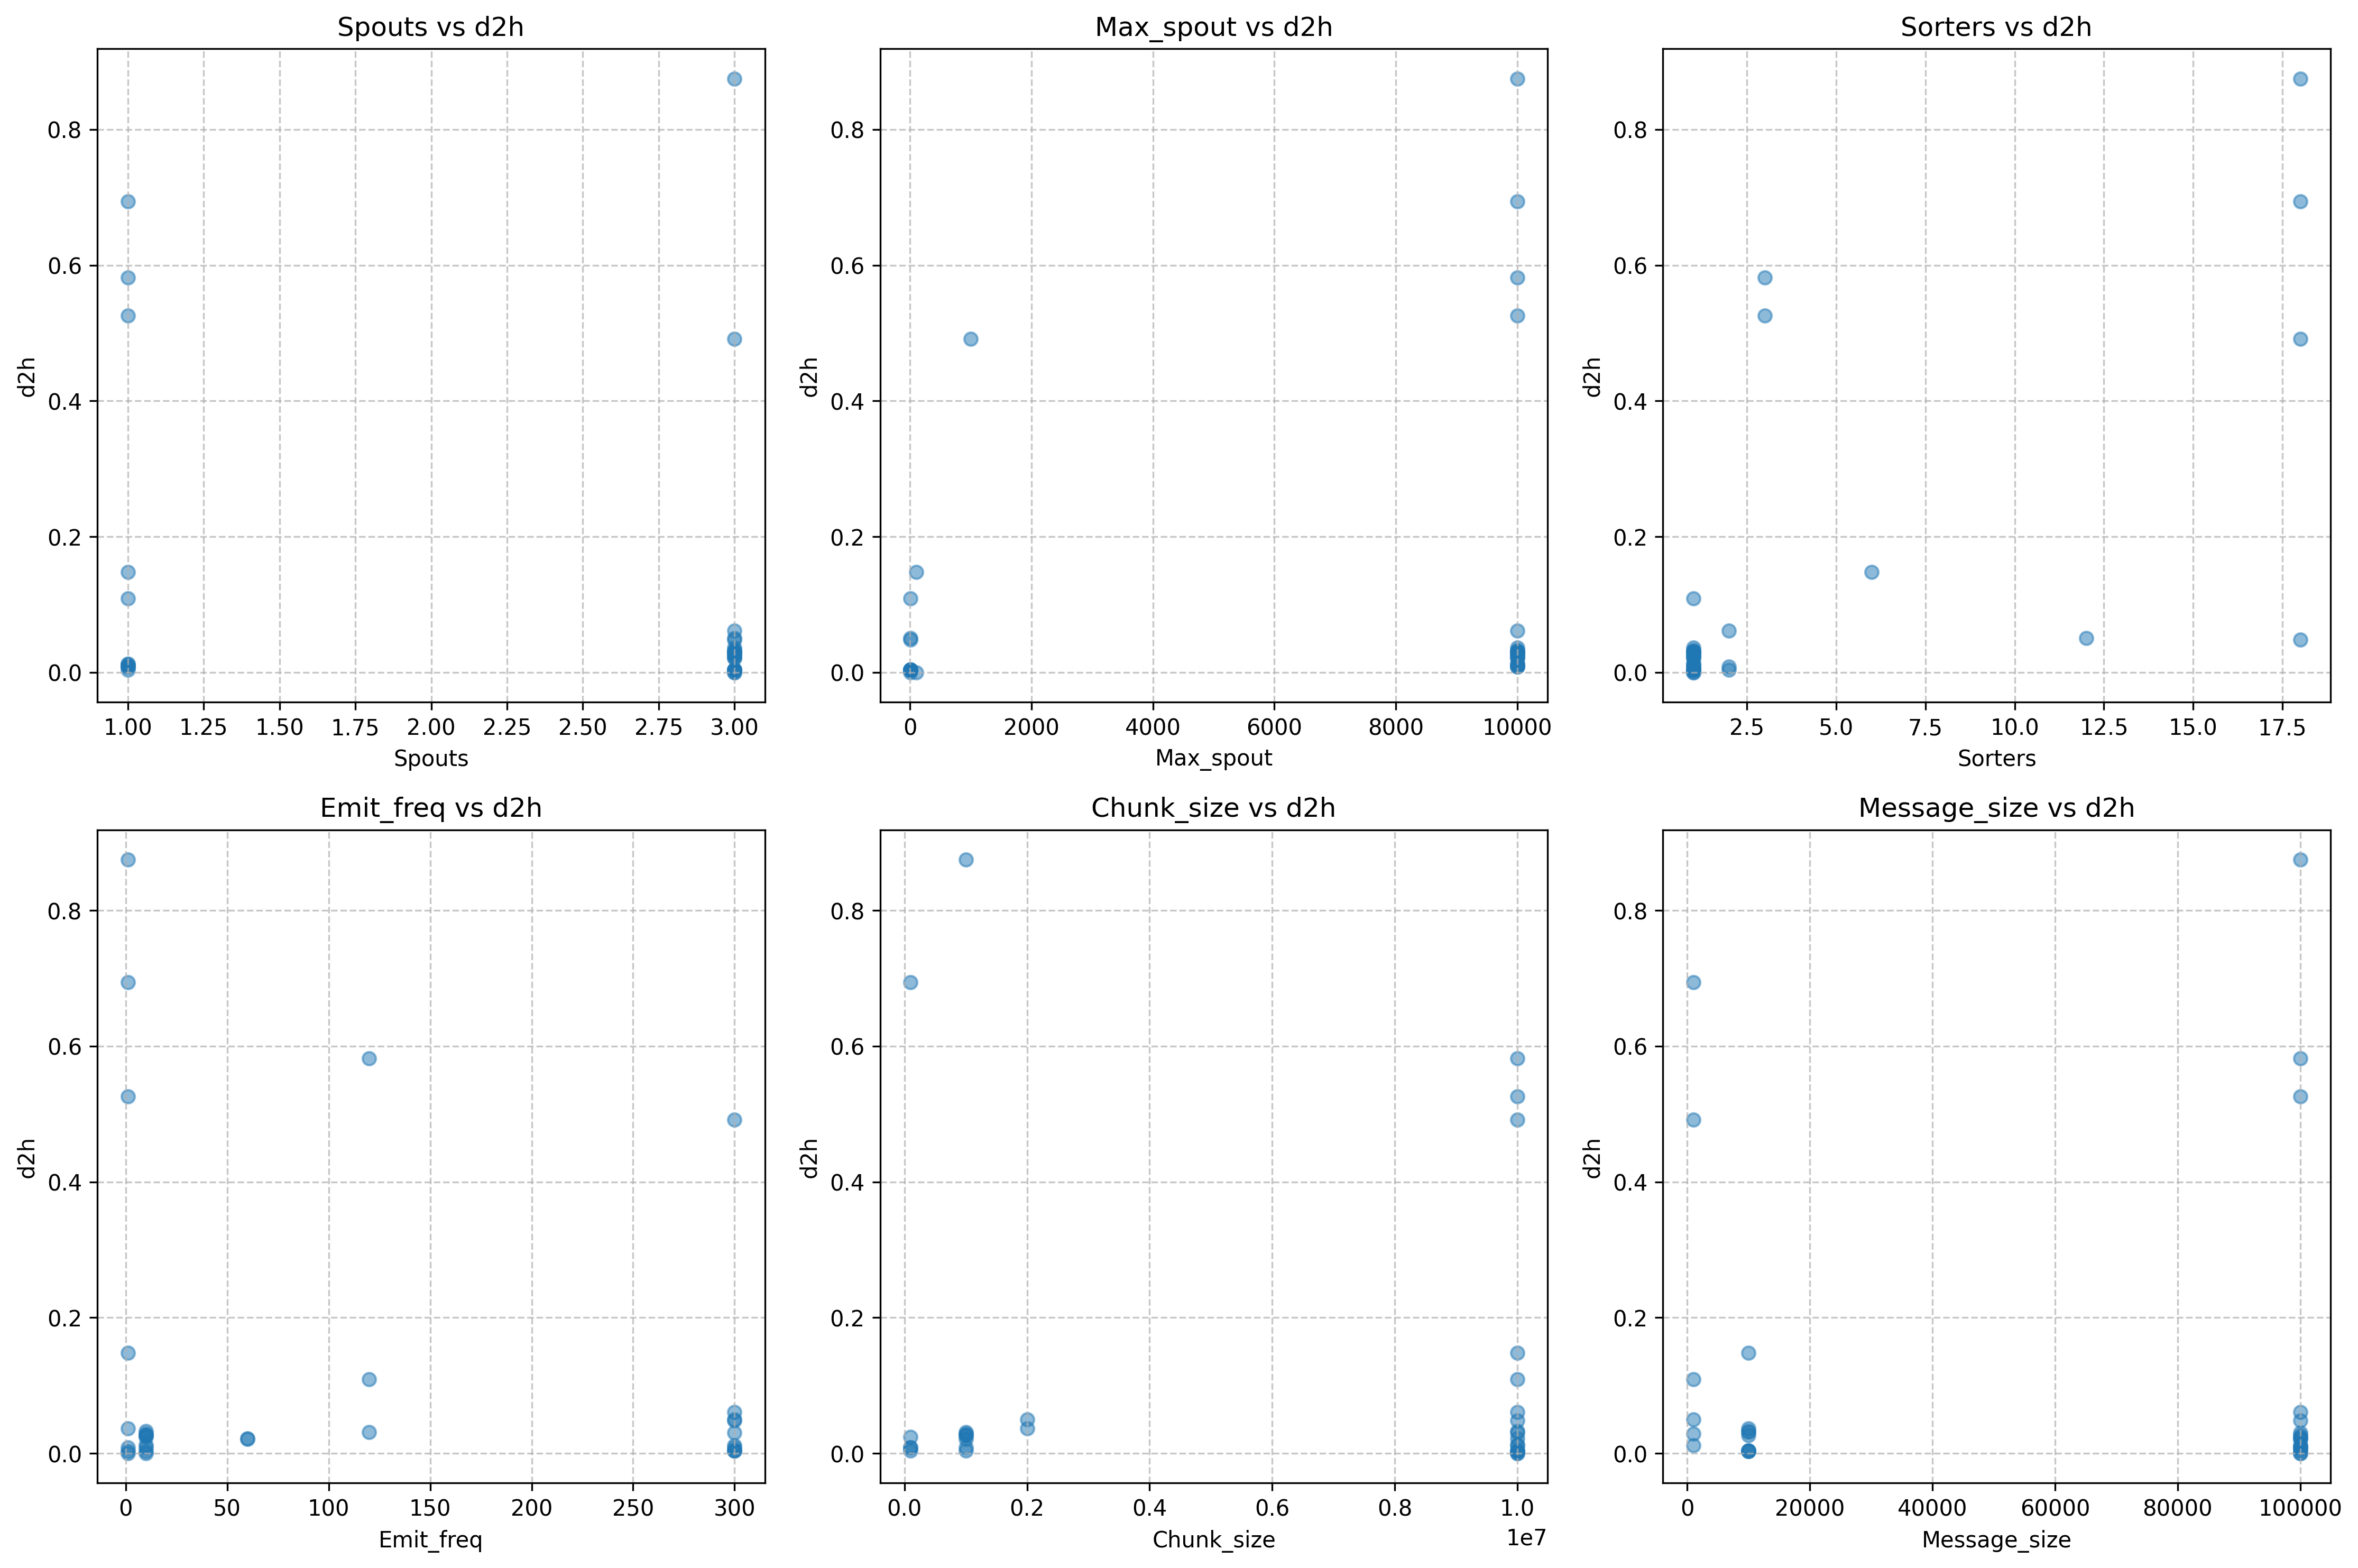 Spouts vs d2h
Max_spout vs d2h
Sorters vs d2h
0.8
0.6
0.4
0.2
0.0
d2h
1.00 1.25 1.50 1.75 2.00 2.25 2.50 2.75 3.00
Spouts
0.8
0.6
0.4
0.2
0.0
d2h
0 2000 4000 6000 8000 10000
Max_spout
0.8
0.6
0.4
0.2
0.0
d2h
2.5 5.0 7.5 10.0 12.5 15.0 17.5
Sorters
Emit_freq vs d2h
Chunk_size vs d2h
Message_size vs d2h
0.8
0.6
0.4
0.2
0.0
d2h
0 50 100 150 200 250 300
Emit_freq
0.8
0.6
0.4
0.2
0.0
d2h
0.0 0.2 0.4 0.6 0.8 1.0
1e7
Chunk_size
0.8
0.6
0.4
0.2
0.0
d2h
0 20000 40000 60000 80000 100000
Message_size